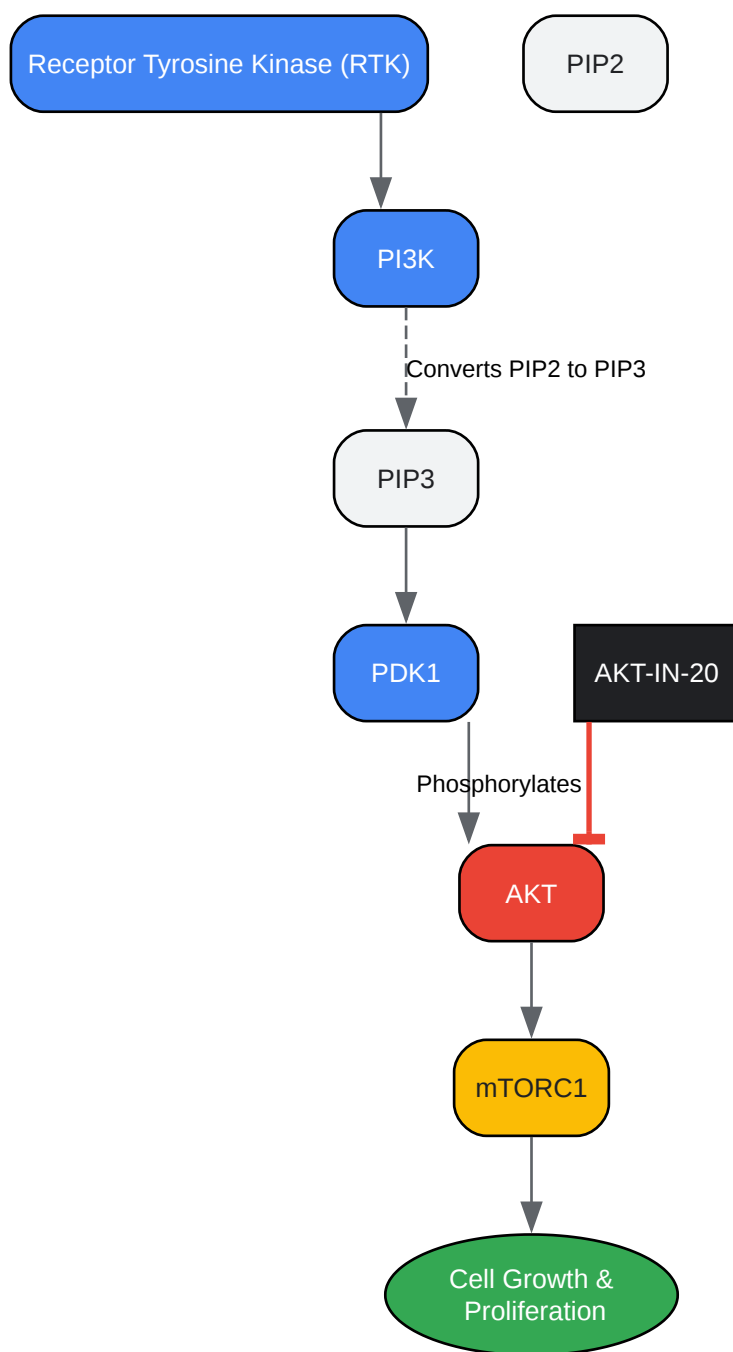 Receptor Tyrosine Kinase (RTK)
PIP2
PI3K
Converts PIP2 to PIP3
PIP3
PDK1
AKT-IN-20
Phosphorylates
AKT
mTORC1
Cell Growth &
Proliferation